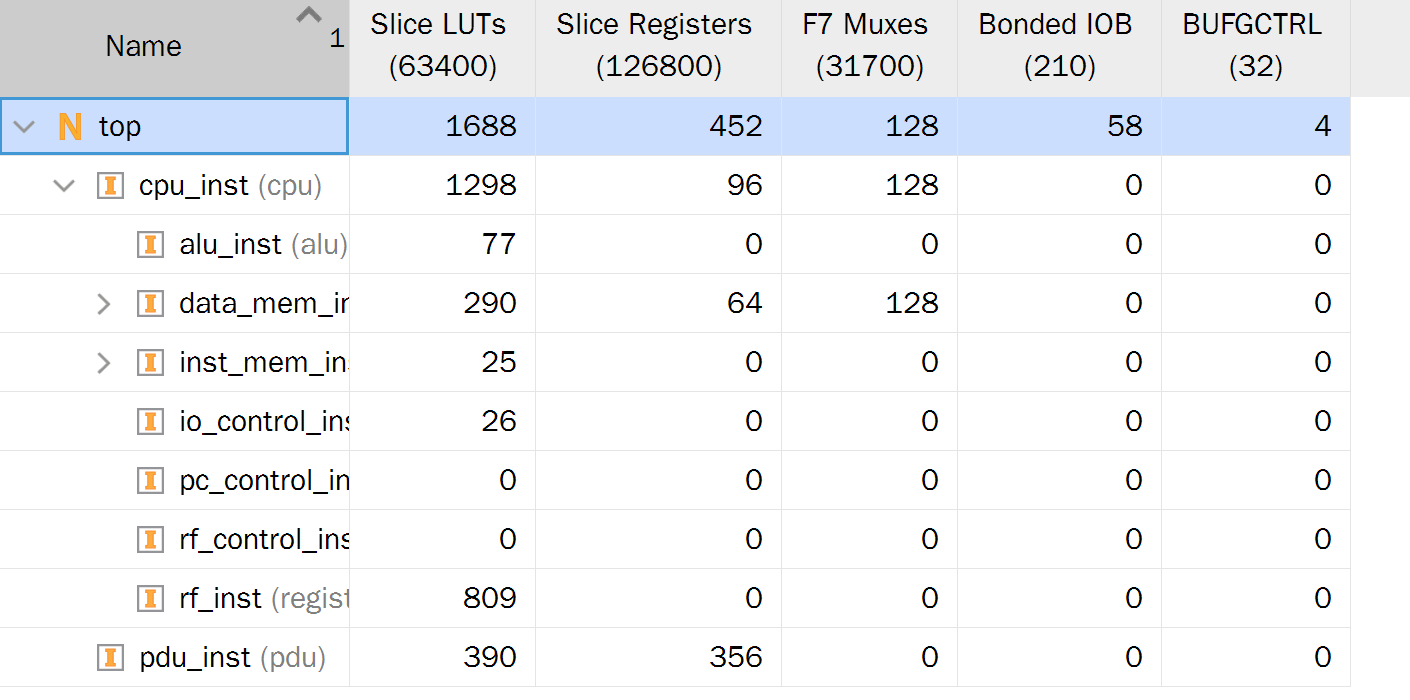 Name 1 Slice LUTs (63400) Slice Registers (126800) F7 Muxes (31700) Bonded IOB (210) BUFGCTRL (32)
N top 1688 452 128 58 4
I cpu_inst (cpu) 1298 96 128 0 0
I alu_inst (alu) 77 0 0 0 0
I data_mem_ir 290 64 128 0 0
I inst_mem_in 25 0 0 0 0
I io_control_ins 26 0 0 0 0
I pc_control_in 0 0 0 0 0
I rf_control_ins 0 0 0 0 0
I rf_inst (regist 809 0 0 0 0
I pdu_inst (pdu) 390 356 0 0 0